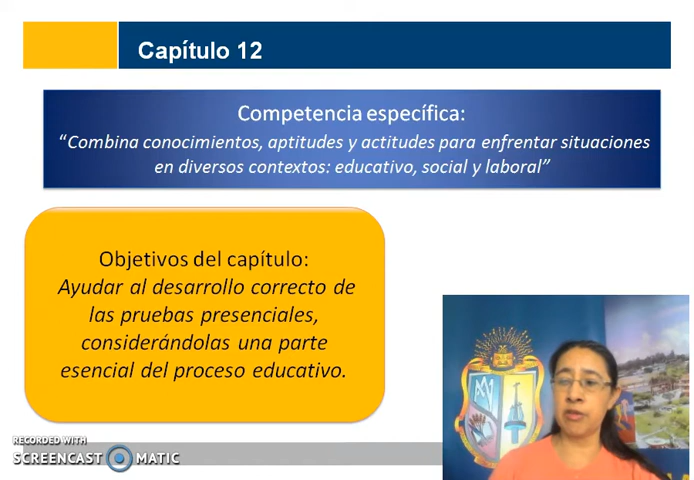 Capítulo 12
Competencia específica:
“Combina conocimientos, aptitudes y actitudes para enfrentar situaciones
en diversos contextos: educativo, social y laboral”
Objetivos del capítulo:
Ayudar al desarrollo correcto de
las pruebas presenciales,
considerándolas una parte
esencial del proceso educativo.
RECORDED WITH
SCREENCAST MATIC